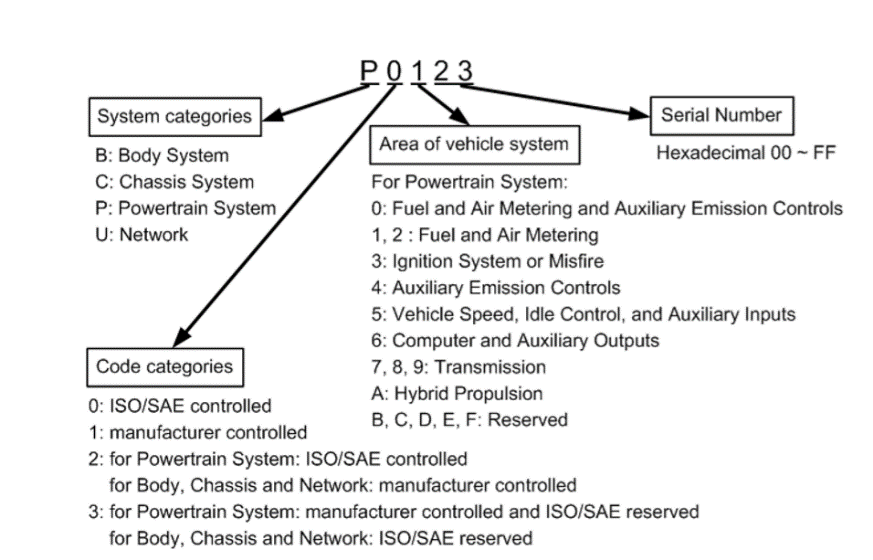 P0123
System categories
B: Body System
C: Chassis System
P: Powertrain System
U: Network
Area of vehicle system
For Powertrain System:
0: Fuel and Air Metering and Auxiliary Emission Controls
1, 2 : Fuel and Air Metering
3: Ignition System or Misfire
4: Auxiliary Emission Controls
5: Vehicle Speed, Idle Control, and Auxiliary Inputs
6: Computer and Auxiliary Outputs
7, 8, 9: Transmission
A: Hybrid Propulsion
B, C, D, E, F: Reserved
Serial Number
Hexadecimal 00 ~ FF
Code categories
0: ISO/SAE controlled
1: manufacturer controlled
2: for Powertrain System: ISO/SAE controlled
for Body, Chassis and Network: manufacturer controlled
3: for Powertrain System: manufacturer controlled and ISO/SAE reserved
for Body, Chassis and Network: ISO/SAE reserved